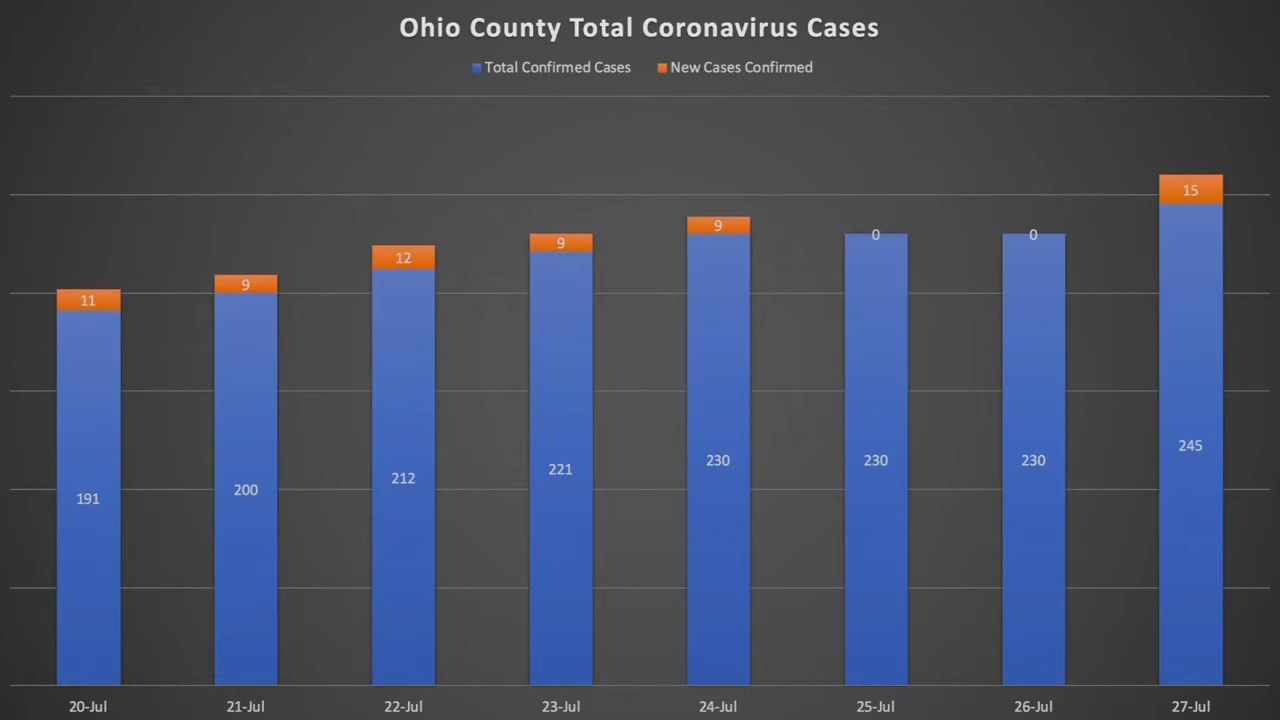 Ohio County Total Coronavirus Cases
Total Confirmed Cases New Cases Confirmed
11 9 12 9 9 0 0 15
191 200 212 221 230 230 230 245
20-Jul 21-Jul 22-Jul 23-Jul 24-Jul 25-Jul 26-Jul 27-Jul